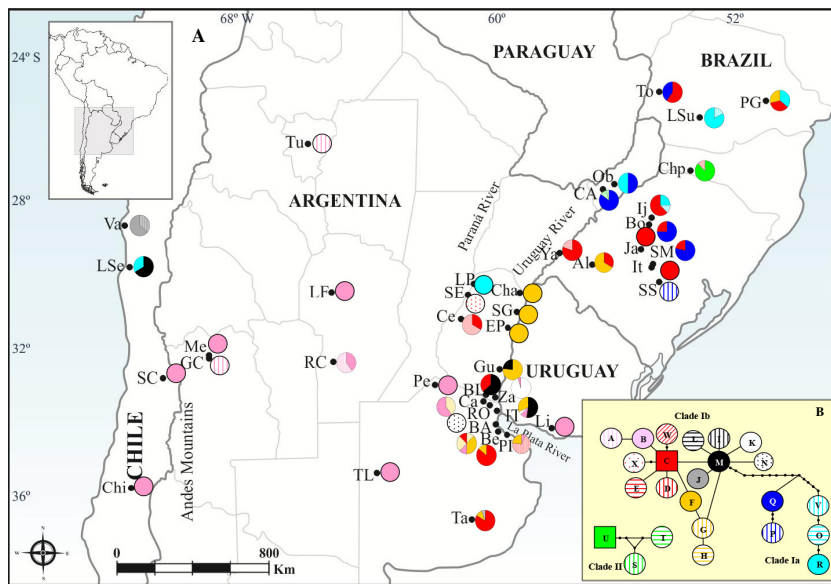 68° W
60°
52° W
24° S
28° S
32° S
36° S
A
PARAGUAY
BRAZIL
ARGENTINA
URUGUAY
CHILE
Andes Mountains
Paraná River
Uruguay River
La Plata River
To
LSu
PG
Tu
Chp
Ob
CA
Ij
Bo
Ja
SM
It
SS
Va
LSe
Ya
Al
LP
SE
Cha
Ce
SG
EP
LF
Me
GC
SC
RC
Gu
Pe
BL
Za
Ca
RO
IT
BA
Be
PI
Li
TL
Chi
Ta
0 800
Km
B
Clade Ib
A B W L I K
X C M N
E D J
F
G
H
Q
P
V
O
R
U T
S
Clade II
Clade Ia